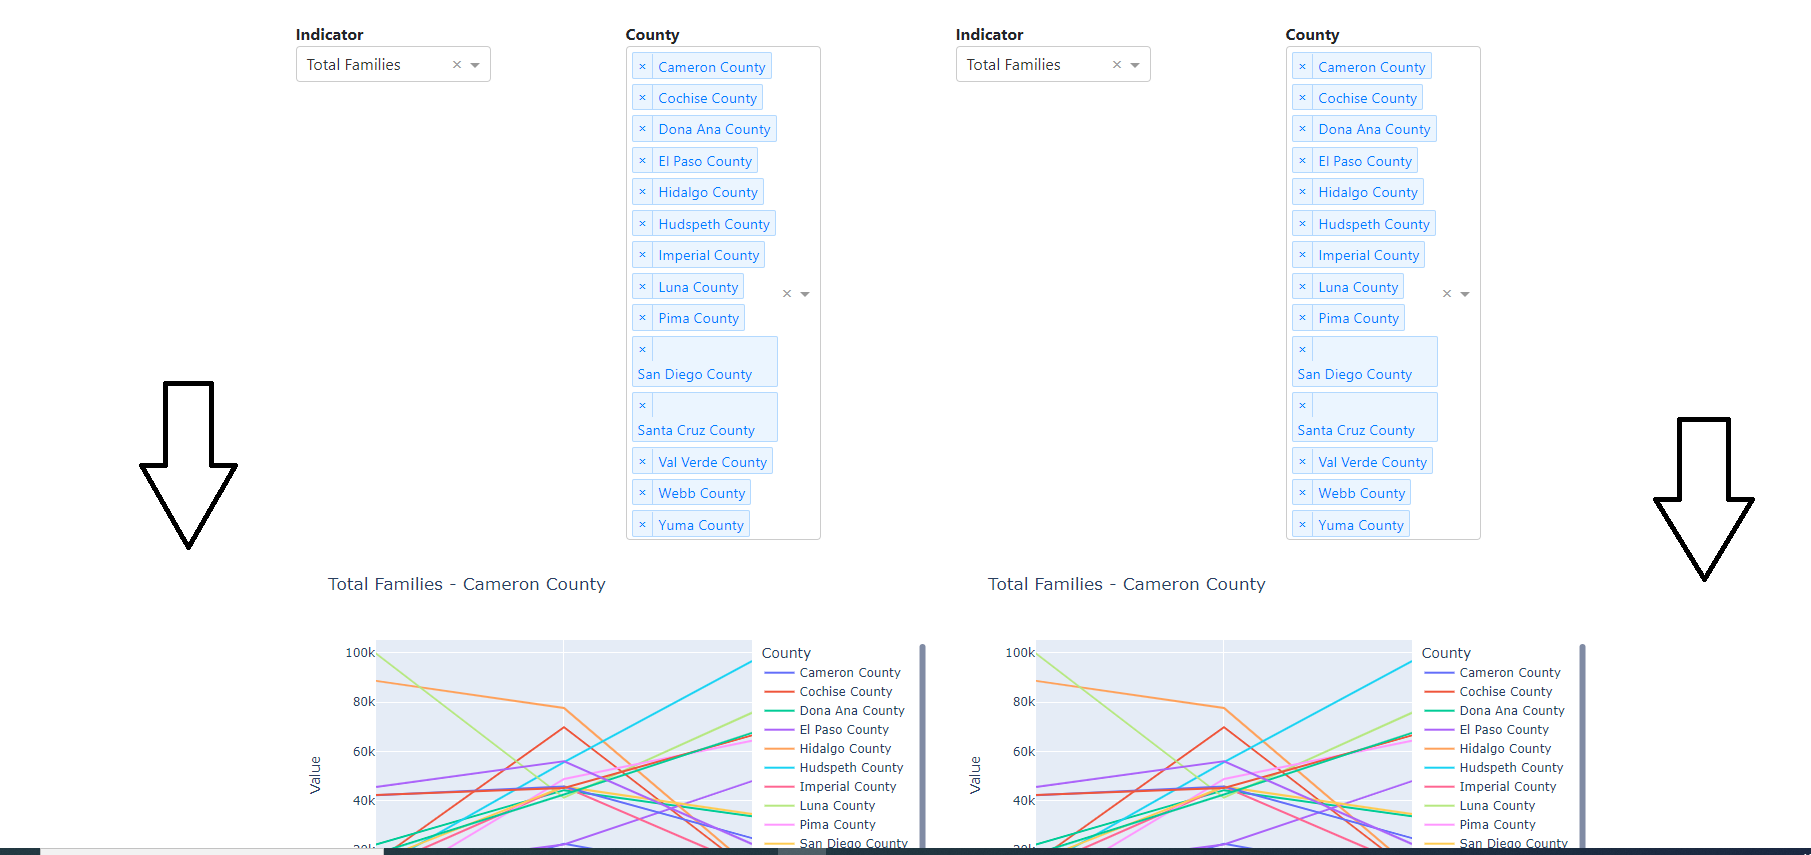 Indicator
Total Families × 
County
× Cameron County
× Cochise County
× Dona Ana County
× El Paso County
× Hidalgo County
× Hudspeth County
× Imperial County
× Luna County
×
× Pima County
×
San Diego County
×
Santa Cruz County
× Val Verde County
× Webb County
× Yuma County
Total Families - Cameron County
100k
80k
60k
40k
20k
Value
County
Cameron County
Cochise County
Dona Ana County
El Paso County
Hidalgo County
Hudspeth County
Imperial County
Luna County
Pima County
San Diego County
Indicator
Total Families ×
County
× Cameron County
× Cochise County
× Dona Ana County
× El Paso County
× Hidalgo County
× Hudspeth County
× Imperial County
× Luna County
×
× Pima County
×
San Diego County
×
Santa Cruz County
× Val Verde County
× Webb County
× Yuma County
Total Families - Cameron County
100k
80k
60k
40k
20k
Value
County
Cameron County
Cochise County
Dona Ana County
El Paso County
Hidalgo County
Hudspeth County
Imperial County
Luna County
Pima County
San Diego County